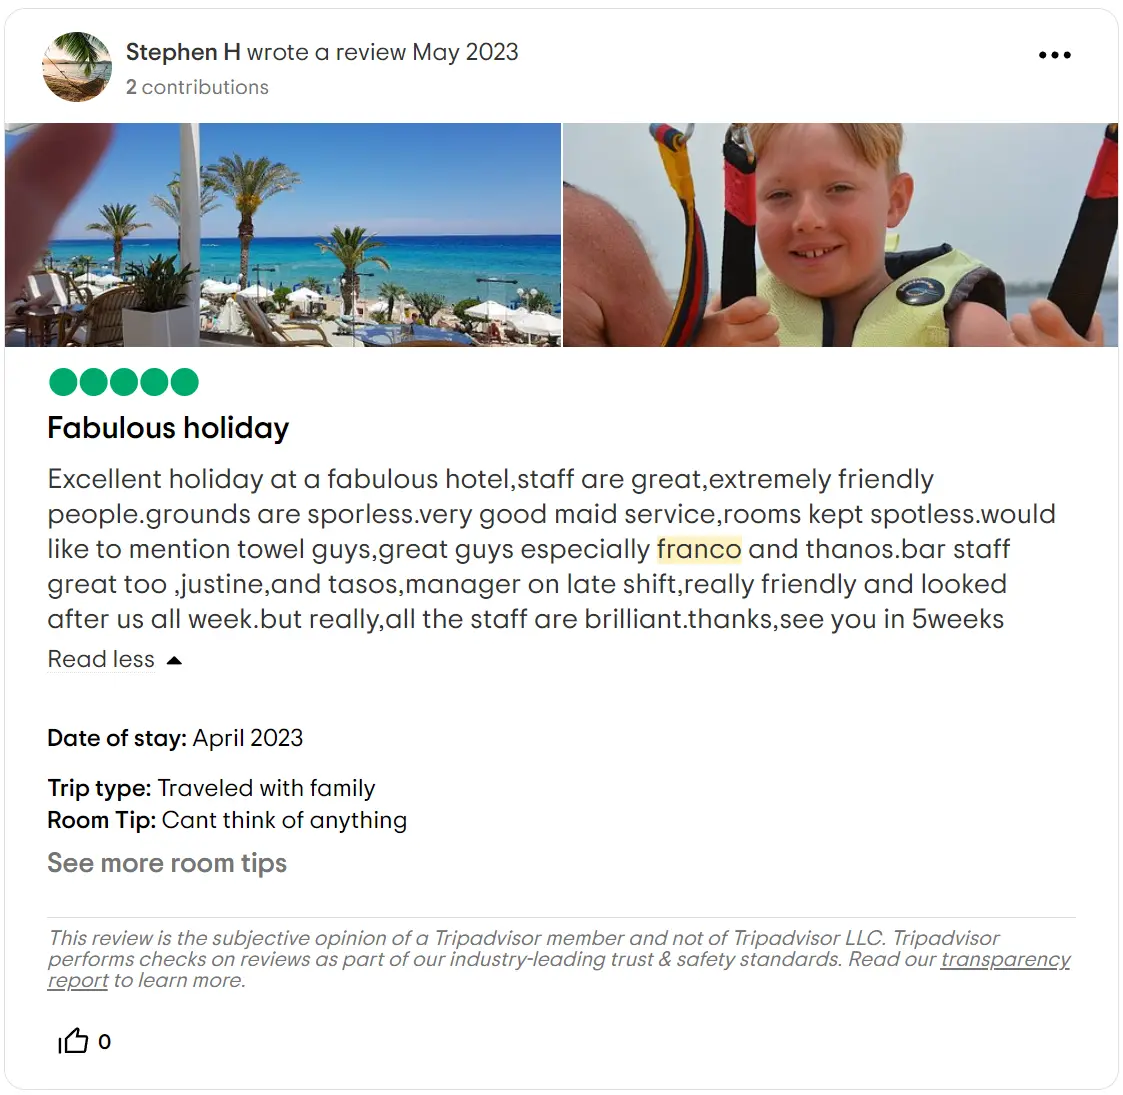 Stephen H wrote a review May 2023
2 contributions
Fabulous holiday
Excellent holiday at a fabulous hotel,staff are great,extremely friendly
people.grounds are sporless.very good maid service,rooms kept spotless.would
like to mention towel guys,great guys especially franco and thanos.bar staff
great too ,justine,and tasos,manager on late shift,really friendly and looked
after us all week.but really,all the staff are brilliant.thanks,see you in 5weeks
Read less
Date of stay: April 2023
Trip type: Traveled with family
Room Tip: Cant think of anything
See more room tips
This review is the subjective opinion of a Tripadvisor member and not of Tripadvisor LLC. Tripadvisor
performs checks on reviews as part of our industry-leading trust & safety standards. Read our transparency
report to learn more.
0